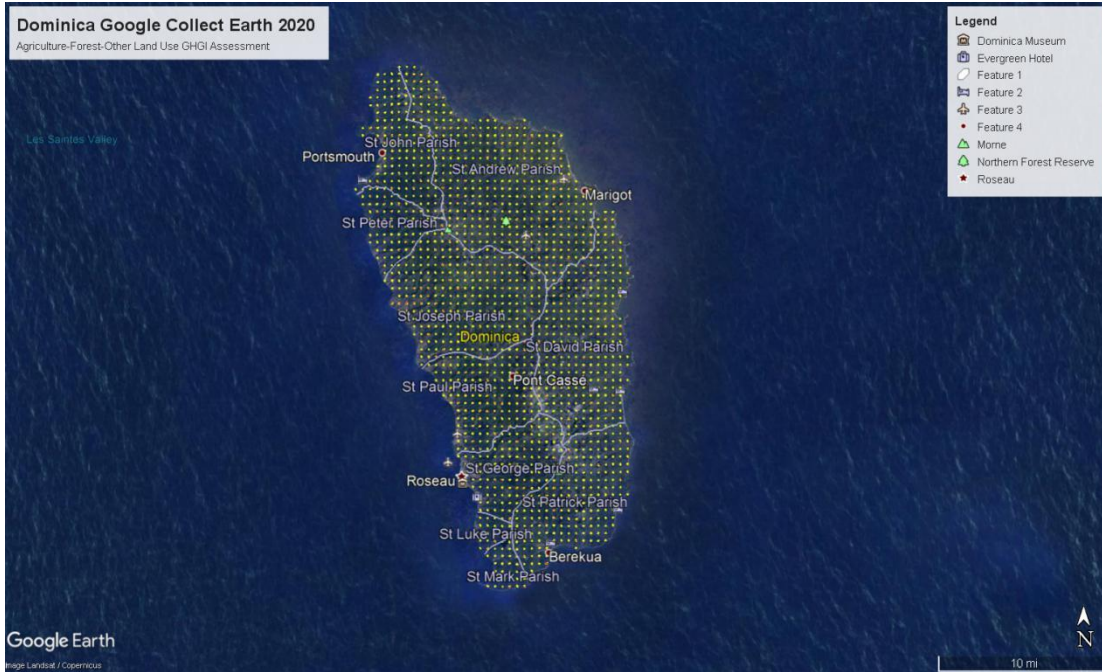 Dominica Google Collect Earth 2020
Agriculture-Forest-Other Land Use GHGI Assessment
Legend
Dominica Museum
Evergreen Hotel
Feature 1
Feature 2
Feature 3
Feature 4
Morne
Northern Forest Reserve
Roseau
Les Saintes Valley
St John Parish
Portsmouth
St Andrew Parish
Marigot
St Peter Parish
St Joseph Parish
Dominica
St David Parish
St Paul Parish
Pont Casse
St George Parish
Roseau
St Patrick Parish
St Luke Parish
Berekua
St Mark Parish
Google Earth
Image Landsat / Copernicus
N
10 mi